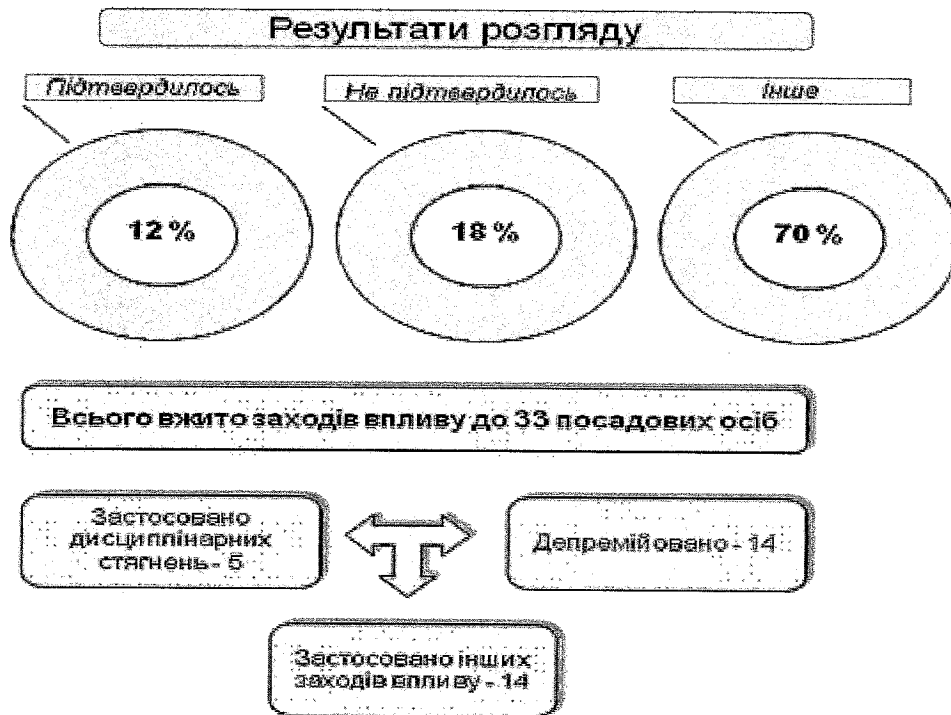 Результати розгляду
Підтвердилось
Не підтвердилось
Інше
12 %
18 %
70 %
Всього вжито заходів впливу до 33 посадових осіб
Застосовано
дисциплінарних
стягнень - 5
Депремійовано - 14
Застосовано інших
заходів впливу - 14